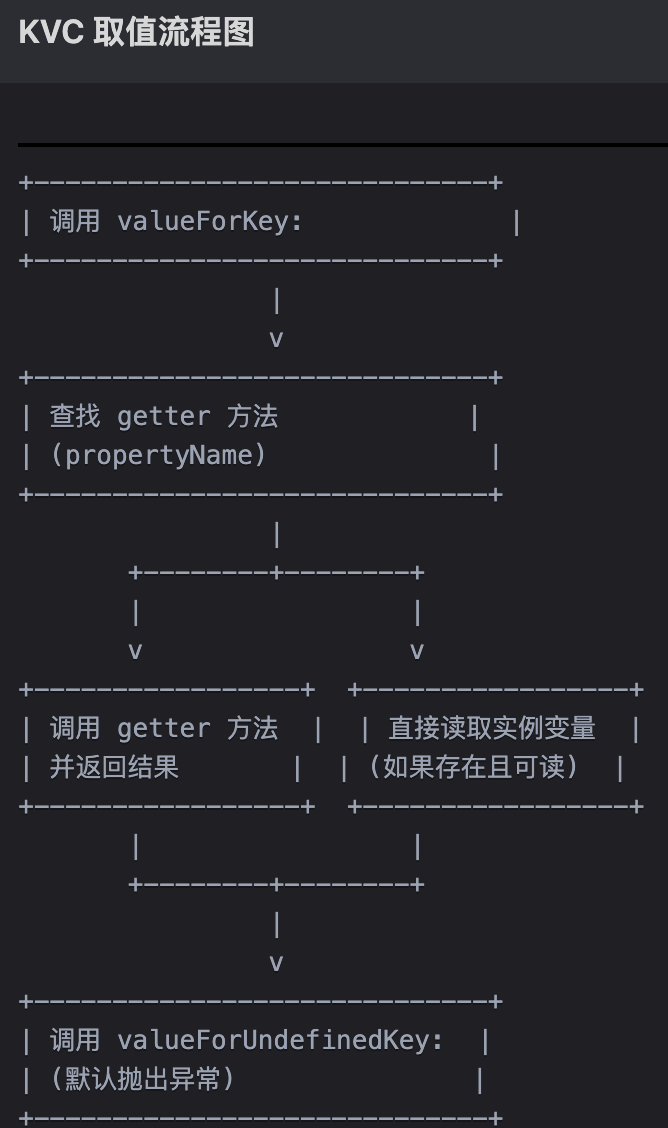 KVC 取值流程图
+-----------------------------+
| 调用 valueForKey:              |
+-----------------------------+
                |
                v
+-----------------------------+
| 查找 getter 方法            |
| (propertyName)              |
+-----------------------------+
                |
       +--------+--------+
       |                 |
       v                 v
+-----------------+  +-----------------+
| 调用 getter 方法  |  | 直接读取实例变量  |
| 并返回结果       |  | (如果存在且可读)  |
+-----------------+  +-----------------+
       |                 |
       +--------+--------+
                |
                v
+-----------------------------+
| 调用 valueForUndefinedKey:  |
| (默认抛出异常)               |
+-----------------------------+